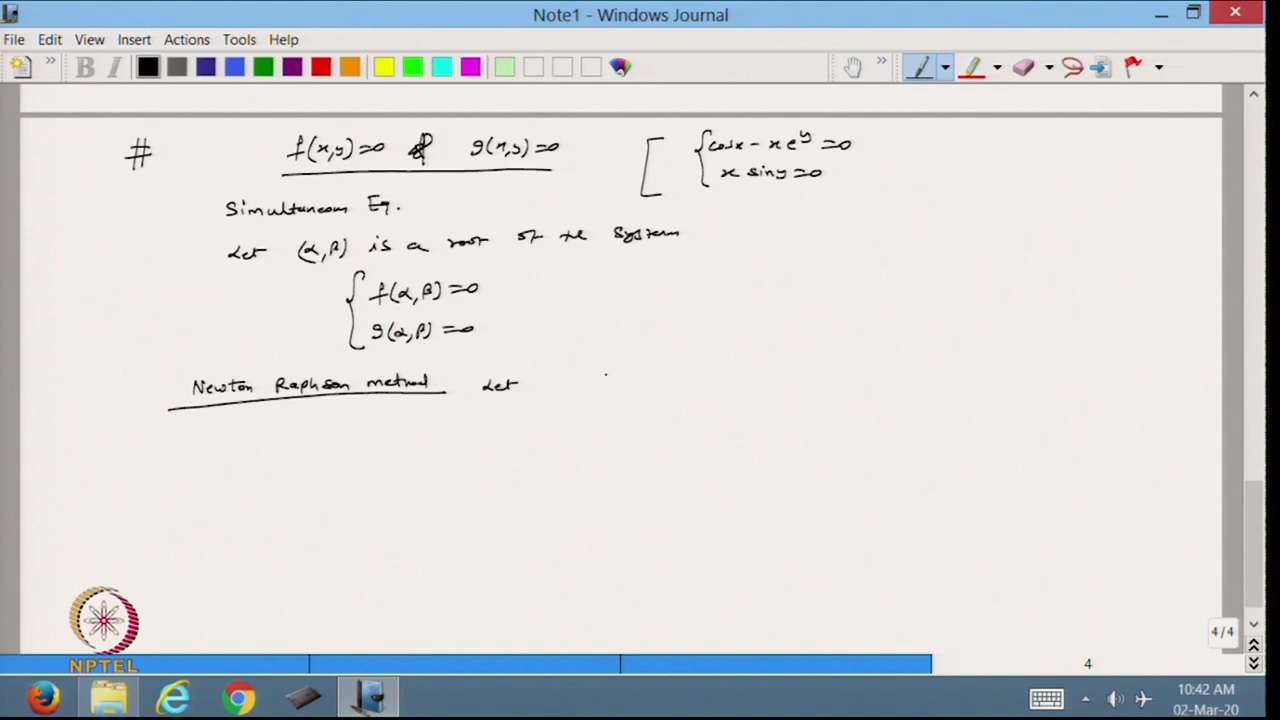 Note1 - Windows Journal
File Edit View Insert Actions Tools Help
# f(x,y)=0 & g(x,y)=0 [ { cosx - x e^y = 0
x siny = 0
Simultaneous Eq.
Let (α,β) is a root of the system
{ f(α,β) = 0
g(α,β) = 0
Newton Raphson method Let
4/4
NPTEL
4
10:42 AM
02-Mar-20